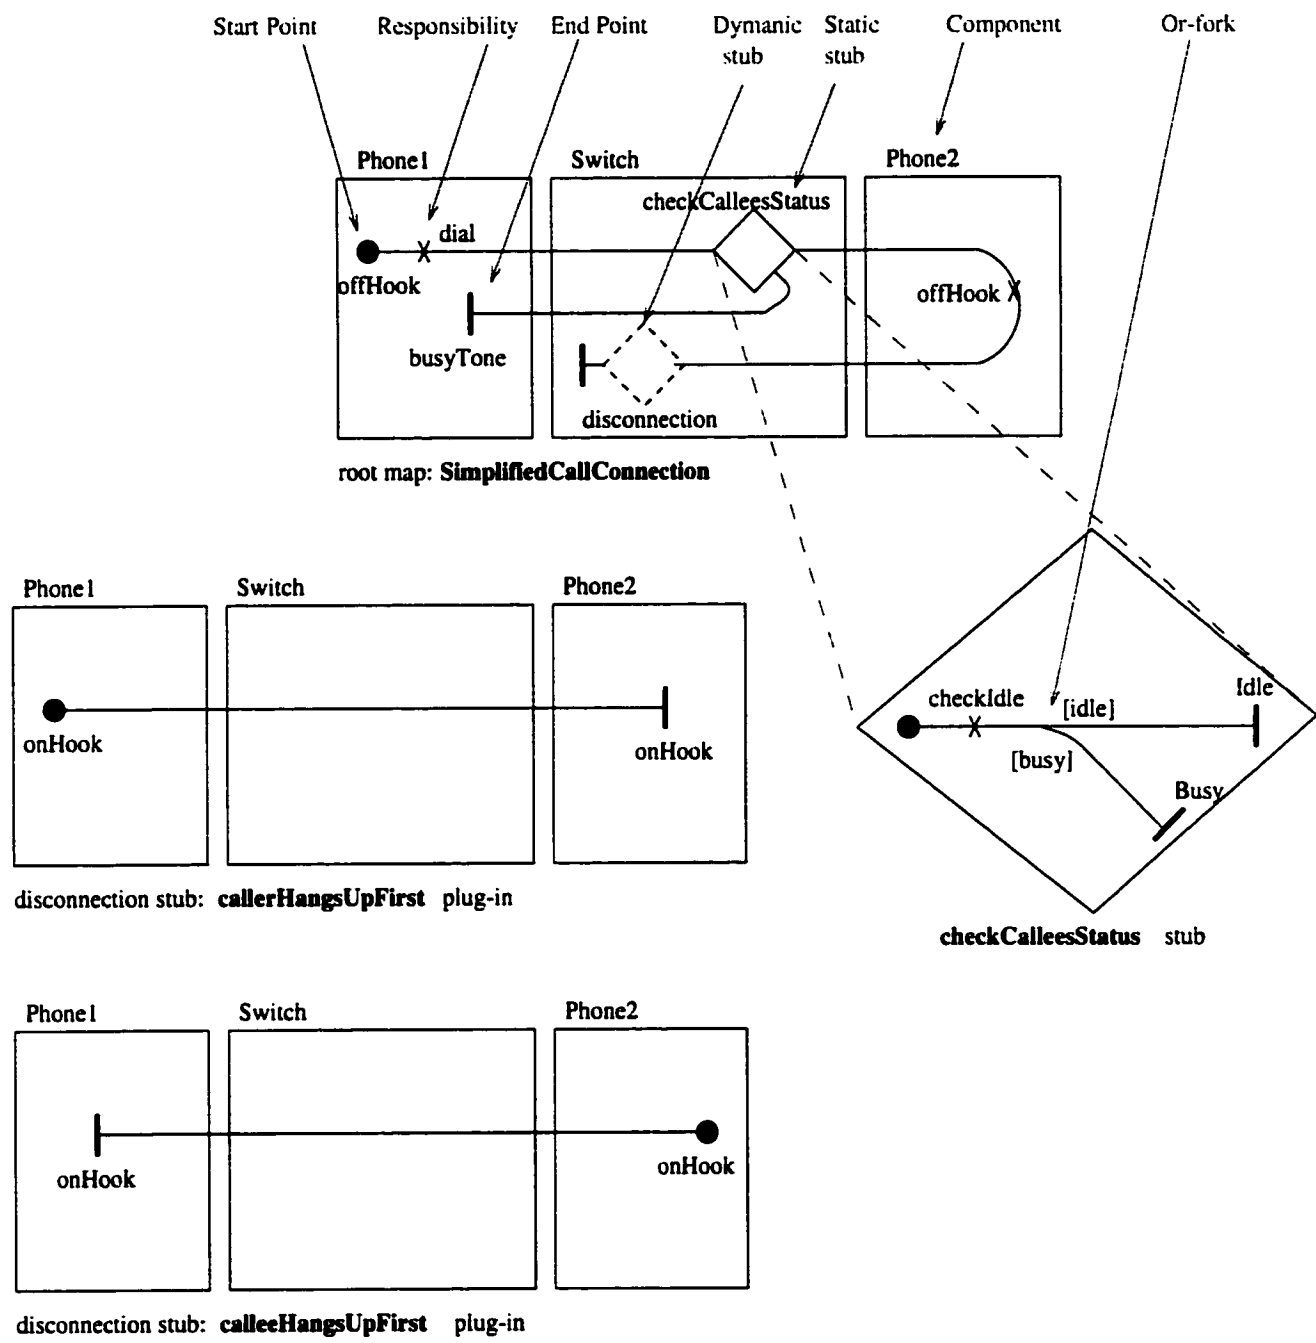 Start Point
Responsibility
End Point
Dymanic
stub
Static
stub
Component
Or-fork
Phone1
Switch
Phone2
checkCalleesStatus
dial
offHook
offHook
busyTone
disconnection
root map: SimplifiedCallConnection
Phone1
Switch
Phone2
onHook
onHook
disconnection stub: callerHangsUpFirst plug-in
checkIdle
[idle]
Idle
[busy]
Busy
checkCalleesStatus stub
Phone1
Switch
Phone2
onHook
onHook
disconnection stub: calleeHangsUpFirst plug-in